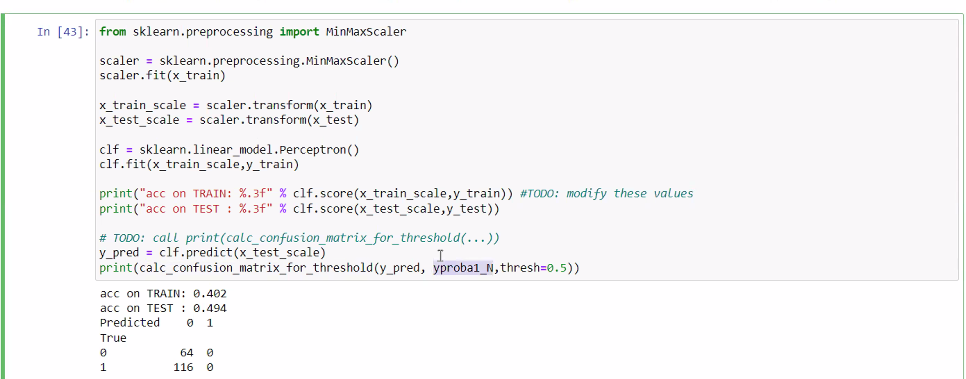 In [43]: from sklearn.preprocessing import MinMaxScaler
scaler = sklearn.preprocessing.MinMaxScaler()
scaler.fit(x_train)
x_train_scale = scaler.transform(x_train)
x_test_scale = scaler.transform(x_test)
clf = sklearn.linear_model.Perceptron()
clf.fit(x_train_scale,y_train)
print("acc on TRAIN: %.3f" % clf.score(x_train_scale,y_train)) #TODO: modify these values
print("acc on TEST : %.3f" % clf.score(x_test_scale,y_test))
# TODO: call print(calc_confusion_matrix_for_threshold(...))
y_pred = clf.predict(x_test_scale)
print(calc_confusion_matrix_for_threshold(y_pred, yproba1_N,thresh=0.5))
acc on TRAIN: 0.402
acc on TEST : 0.494
Predicted 0 1
True
0 64 0
1 116 0